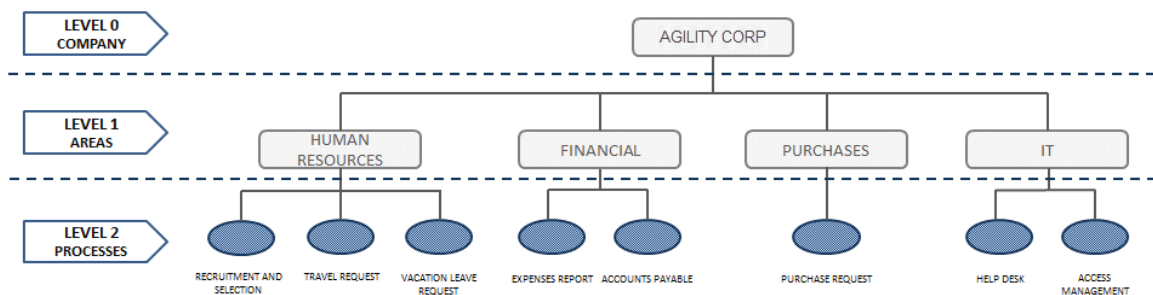 LEVEL 0
COMPANY
AGILITY CORP
LEVEL 1
AREAS
HUMAN
RESOURCES
FINANCIAL
PURCHASES
IT
LEVEL 2
PROCESSES
RECRUITMENT AND
SELECTION
TRAVEL REQUEST
VACATION LEAVE
REQUEST
EXPENSES REPORT
ACCOUNTS PAYABLE
PURCHASE REQUEST
HELP DESK
ACCESS
MANAGEMENT